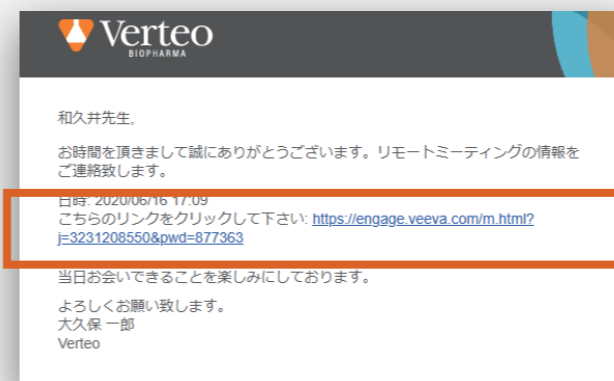 Verteo
BIOPHARMA
和久井先生,
お時間を頂きまして誠にありがとうございます。リモートミーティングの情報を
ご連絡致します。
日時: 2020/06/16 17:09
こちらのリンクをクリックして下さい: https://engage.veeva.com/m.html?
j=3231208550&pwd=877363
当日お会いできることを楽しみにしております。
よろしくお願い致します。
大久保 一郎
Verteo